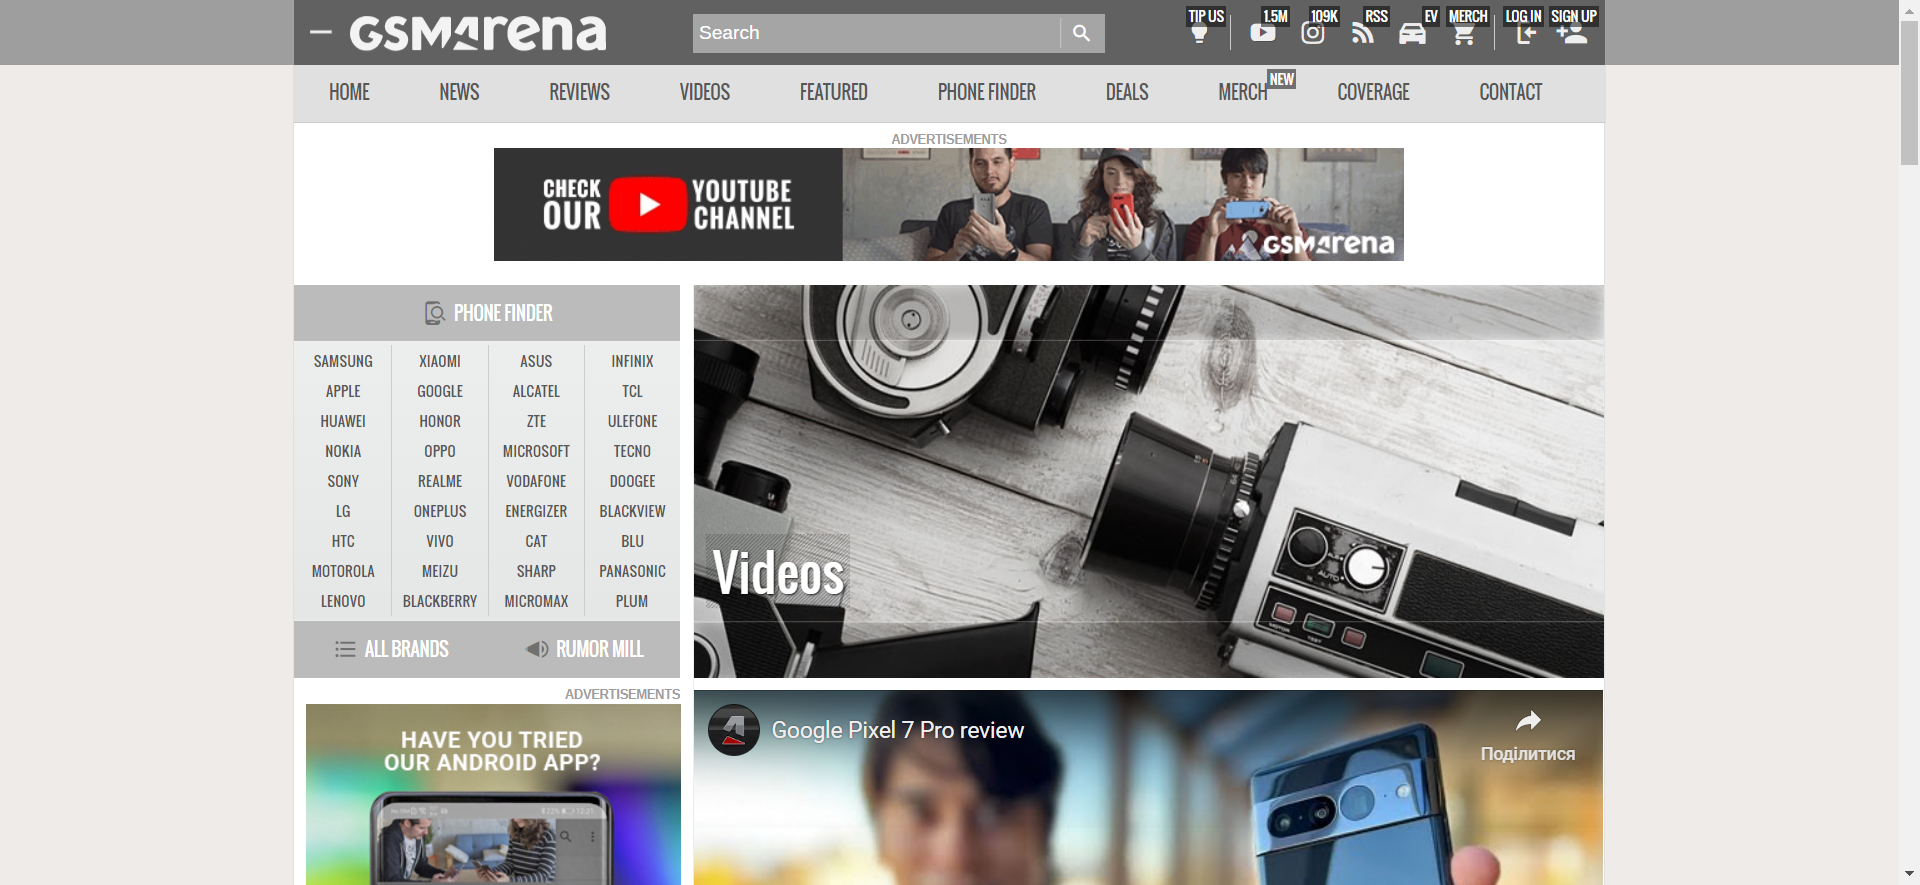 GSMArena
Search
TIP US
1.5M
109K
RSS
EV
MERCH
LOG IN
SIGN UP
HOME
NEWS
REVIEWS
VIDEOS
FEATURED
PHONE FINDER
DEALS
MERCH
NEW
COVERAGE
CONTACT
ADVERTISEMENTS
CHECK
OUR
YOUTUBE
CHANNEL
GSMArena
PHONE FINDER
SAMSUNG XIAOMI ASUS INFINIX
APPLE GOOGLE ALCATEL TCL
HUAWEI HONOR ZTE ULEFONE
NOKIA OPPO MICROSOFT TECNO
SONY REALME VODAFONE DOOGEE
LG ONEPLUS ENERGIZER BLACKVIEW
HTC VIVO CAT BLU
MOTOROLA MEIZU SHARP PANASONIC
LENOVO BLACKBERRY MICROMAX PLUM
ALL BRANDS
RUMOR MILL
AUTO
MOTOR
TEST
Videos
ADVERTISEMENTS
HAVE YOU TRIED
OUR ANDROID APP?
Google Pixel 7 Pro review
Поділитися